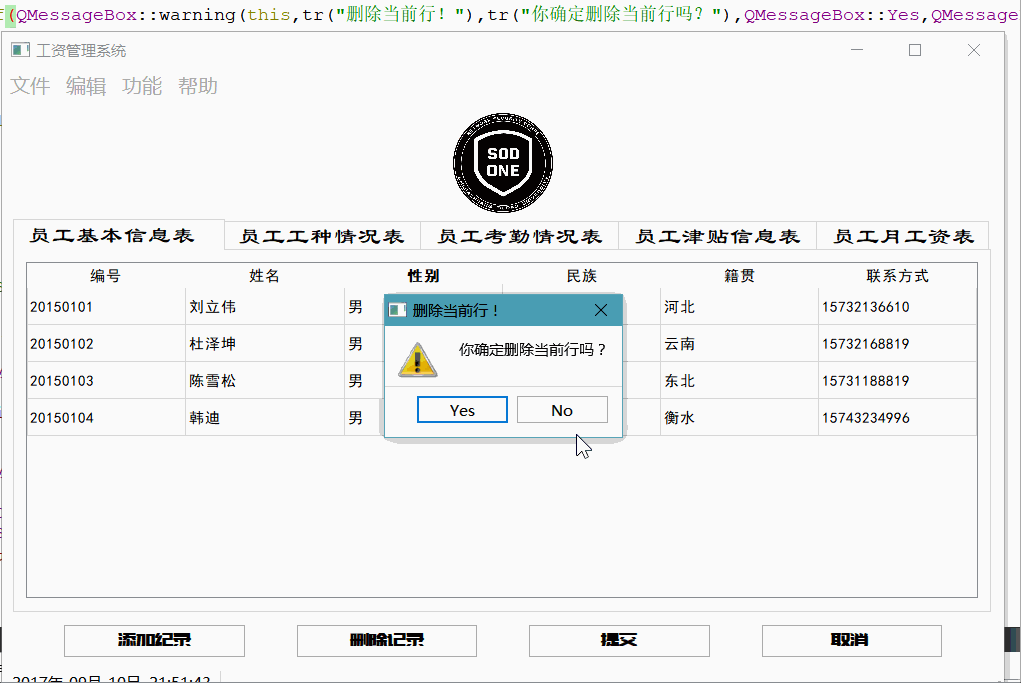 (QMessageBox::warning(this,tr("删除当前行！"),tr("你确定删除当前行吗？"),QMessageBox::Yes,QMessage
工资管理系统
文件 编辑 功能 帮助
SOD
ONE
员工基本信息表 员工工种情况表 员工考勤情况表 员工津贴信息表 员工月工资表
编号 姓名 性别 民族 籍贯 联系方式
20150101 刘立伟 男 河北 15732136610
20150102 杜泽坤 男 云南 15732168819
20150103 陈雪松 男 东北 15731188819
20150104 韩迪 男 衡水 15743234996
删除当前行！
你确定删除当前行吗？
Yes No
添加纪录 删除记录 提交 取消
2017年 09月 10日 21:51:43